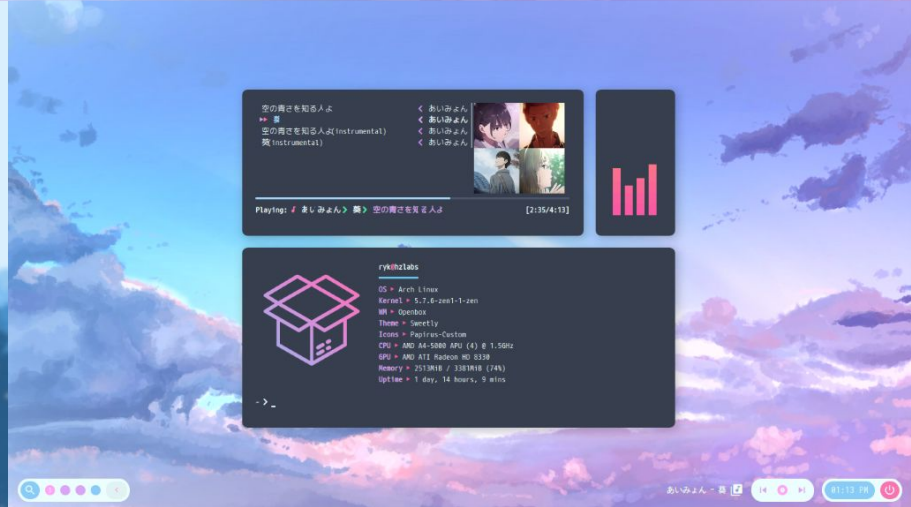 空の青さを知る人よ < あいみょん
▶▶ 葵 < あいみょん
空の青さを知る人よ(instrumental) < あいみょん
葵(instrumental) < あいみょん
Playing: ♪ あいみょん> 葵> 空の青さを知る人よ [2:35/4:13]
ryk@hzlabs
OS ▶ Arch Linux
Kernel ▶ 5.7.6-zen1-1-zen
WM ▶ Openbox
Theme ▶ Sweetly
Icons ▶ Papirus-Custom
CPU ▶ AMD A4-5000 APU (4) @ 1.5GHz
GPU ▶ AMD ATI Radeon HD 8330
Memory ▶ 2513MiB / 3381MiB (74%)
Uptime ▶ 1 day, 14 hours, 9 mins
~ >_
あいみょん - 葵
01:13 PM